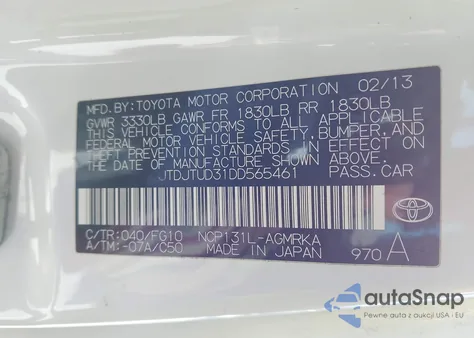 MFD. BY: TOYOTA MOTOR CORPORATION 02/13
GVWR 3330LB GAWR FR 1830LB RR 1830LB
THIS VEHICLE CONFORMS TO ALL APPLICABLE
FEDERAL MOTOR VEHICLE SAFETY, BUMPER, AND
THEFT PREVENTION STANDARDS IN EFFECT ON
THE DATE OF MANUFACTURE SHOWN ABOVE.
JTDJTUD31DD565461 PASS.CAR
C/TR:040/FG10 NCP131L-AGMRKA
A/TM:-07A/C50 MADE IN JAPAN 970 A
TOYOTA
autoSnap
Pewne auta z aukcji USA i EU